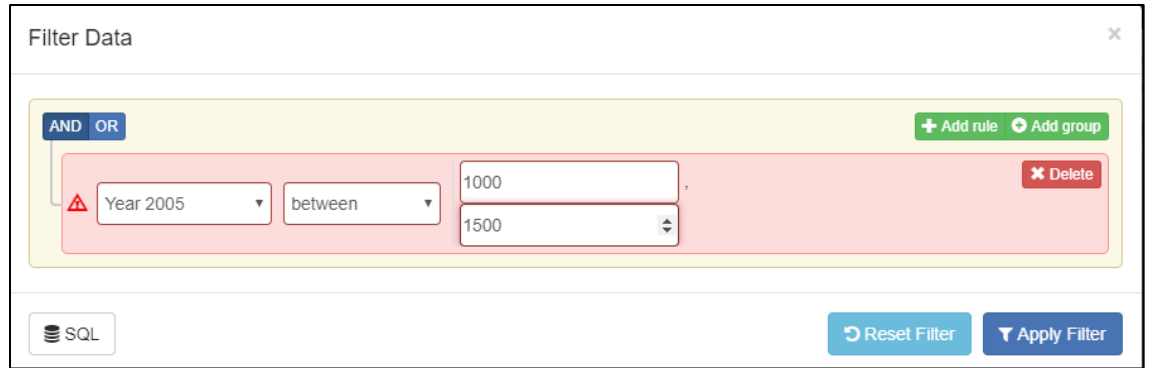 Filter Data ×
AND OR + Add rule Add group
Year 2005 between 1000 , × Delete
1500
SQL Reset Filter Apply Filter